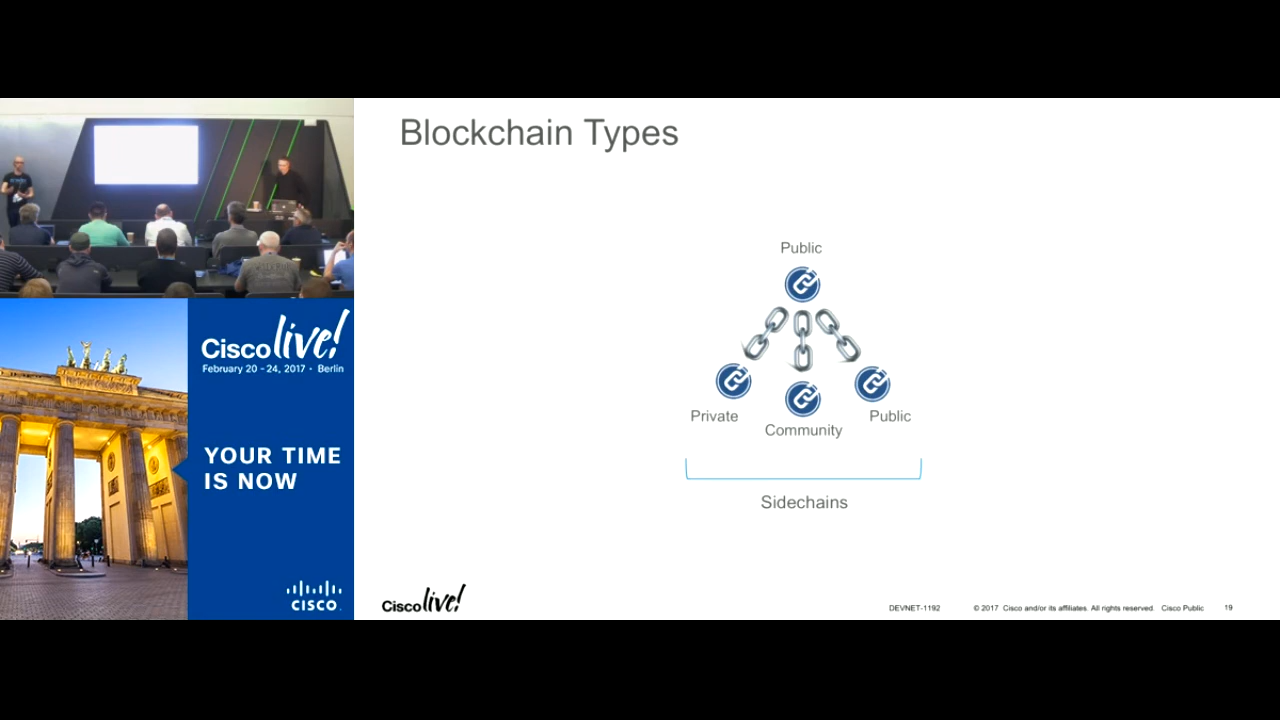 Blockchain Types
Public
Private
Community
Public
Sidechains
Cisco live!
February 20 - 24, 2017 • Berlin
YOUR TIME
IS NOW
CISCO
Cisco live!
DEVNET-1192 © 2017 Cisco and/or its affiliates. All rights reserved. Cisco Public 19